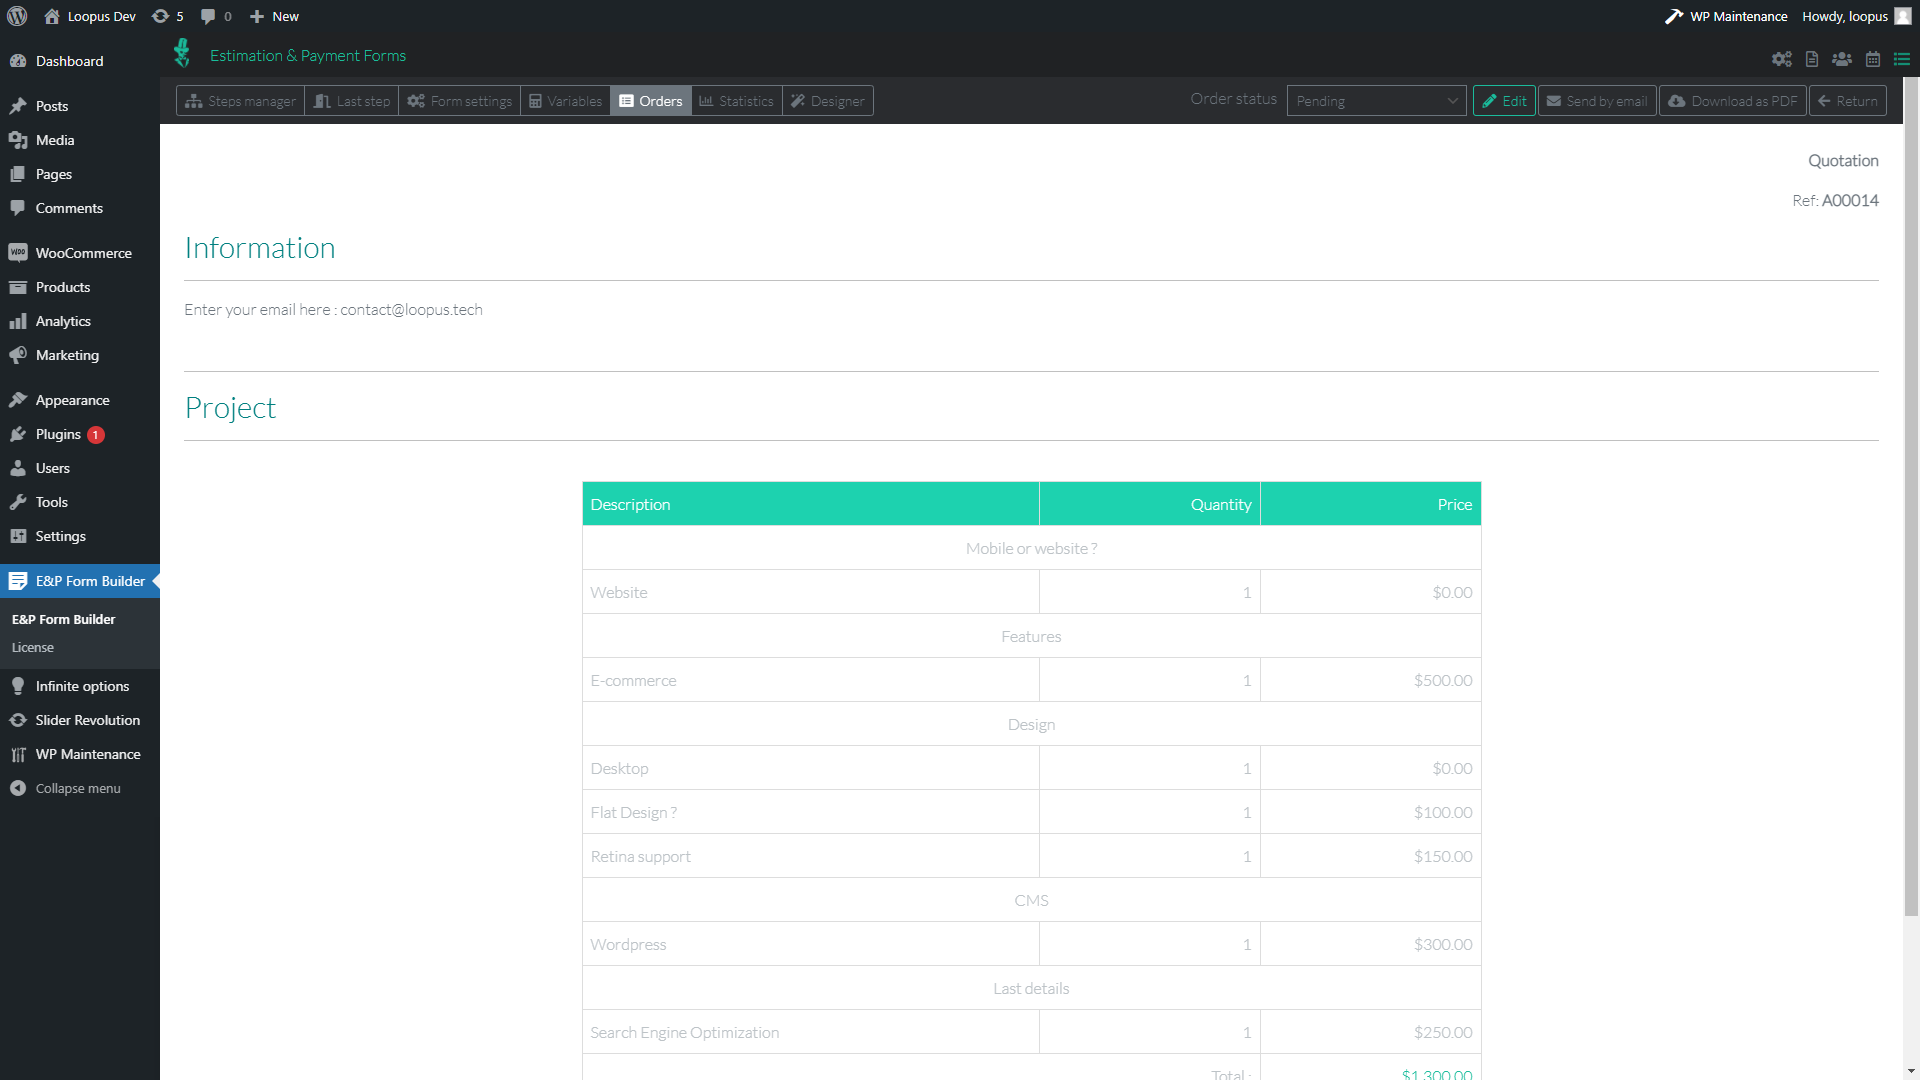 Loopus Dev 5 0 New WP Maintenance Howdy, loopus
Estimation & Payment Forms
Dashboard
Posts
Media
Pages
Comments
WooCommerce
Products
Analytics
Marketing
Appearance
Plugins 1
Users
Tools
Settings
E&P Form Builder
E&P Form Builder
License
Infinite options
Slider Revolution
WP Maintenance
Collapse menu
Steps manager Last step Form settings Variables Orders Statistics Designer Order status Pending Edit Send by email Download as PDF Return
Quotation
Ref: A00014
Information
Enter your email here : contact@loopus.tech
Project
Description Quantity Price
Mobile or website ?
Website 1 $0.00
Features
E-commerce 1 $500.00
Design
Desktop 1 $0.00
Flat Design ? 1 $100.00
Retina support 1 $150.00
CMS
Wordpress 1 $300.00
Last details
Search Engine Optimization 1 $250.00
Total : $1,300.00